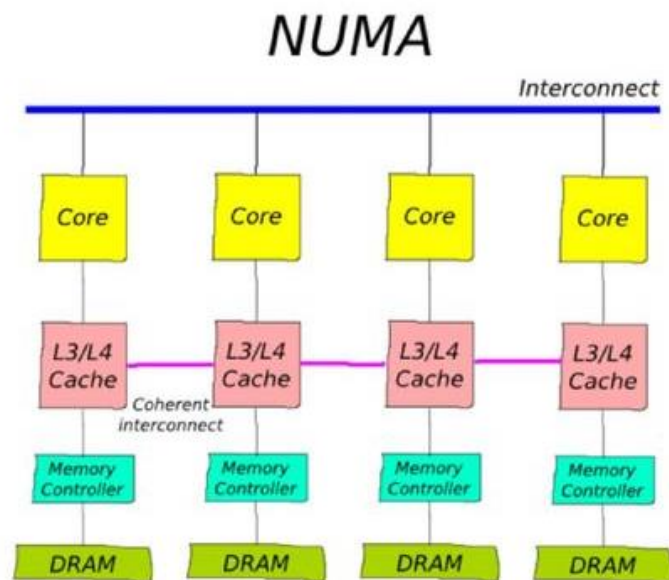 NUMA
Interconnect
Core
Core
Core
Core
L3/L4
Cache
L3/L4
Cache
L3/L4
Cache
L3/L4
Cache
Coherent
interconnect
Memory
Controller
Memory
Controller
Memory
Controller
Memory
Controller
DRAM
DRAM
DRAM
DRAM